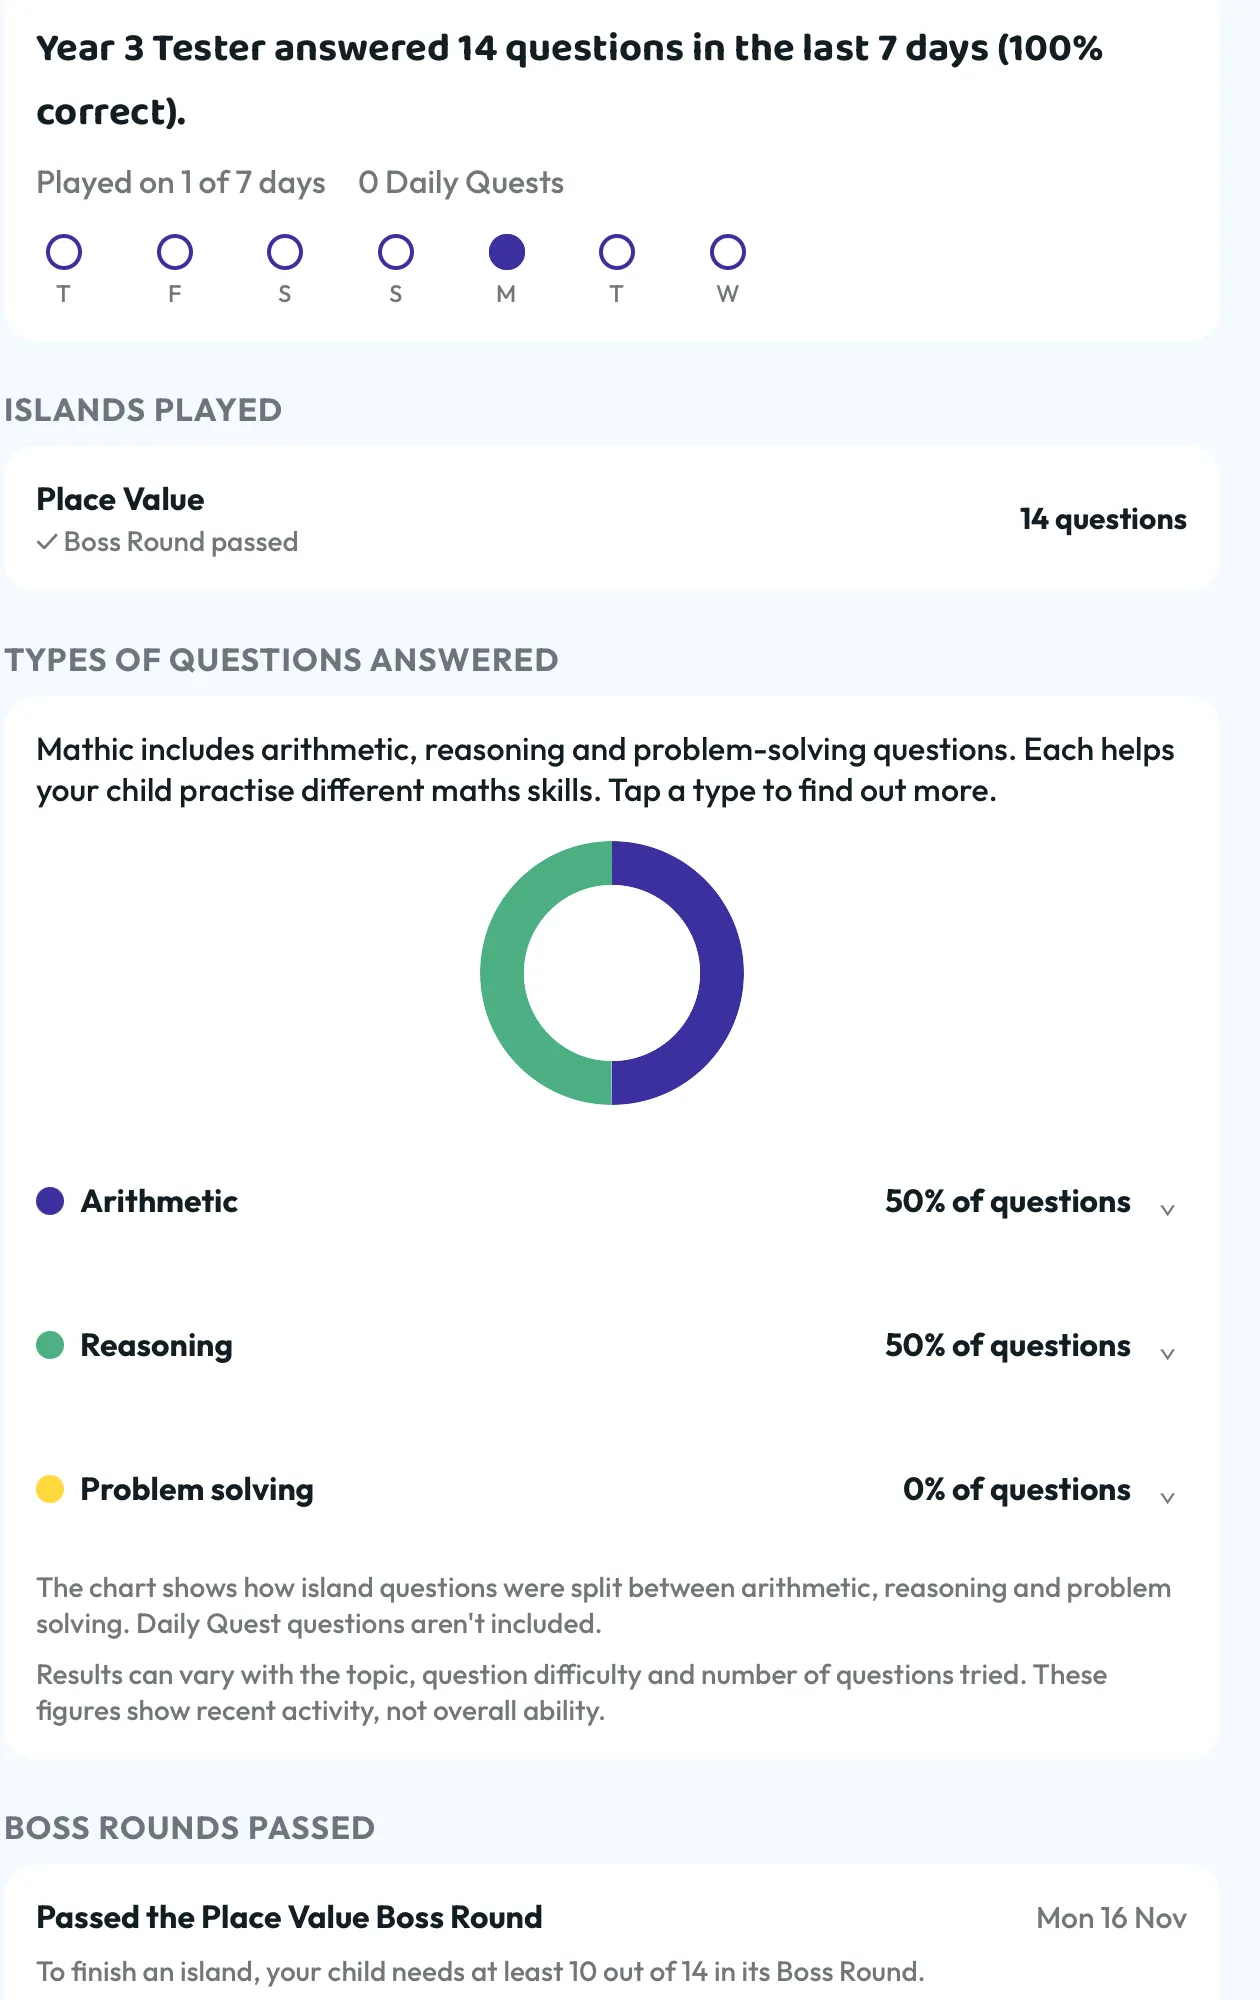 Year 3 Tester answered 14 questions in the last 7 days (100%
correct).
Played on 1 of 7 days 0 Daily Quests
T F S S M T W
ISLANDS PLAYED
Place Value
14 questions
✓ Boss Round passed
TYPES OF QUESTIONS ANSWERED
Mathic includes arithmetic, reasoning and problem-solving questions. Each helps
your child practise different maths skills. Tap a type to find out more.
Arithmetic 50% of questions
Reasoning 50% of questions
Problem solving 0% of questions
The chart shows how island questions were split between arithmetic, reasoning and problem
solving. Daily Quest questions aren't included.
Results can vary with the topic, question difficulty and number of questions tried. These
figures show recent activity, not overall ability.
BOSS ROUNDS PASSED
Passed the Place Value Boss Round Mon 16 Nov
To finish an island, your child needs at least 10 out of 14 in its Boss Round.